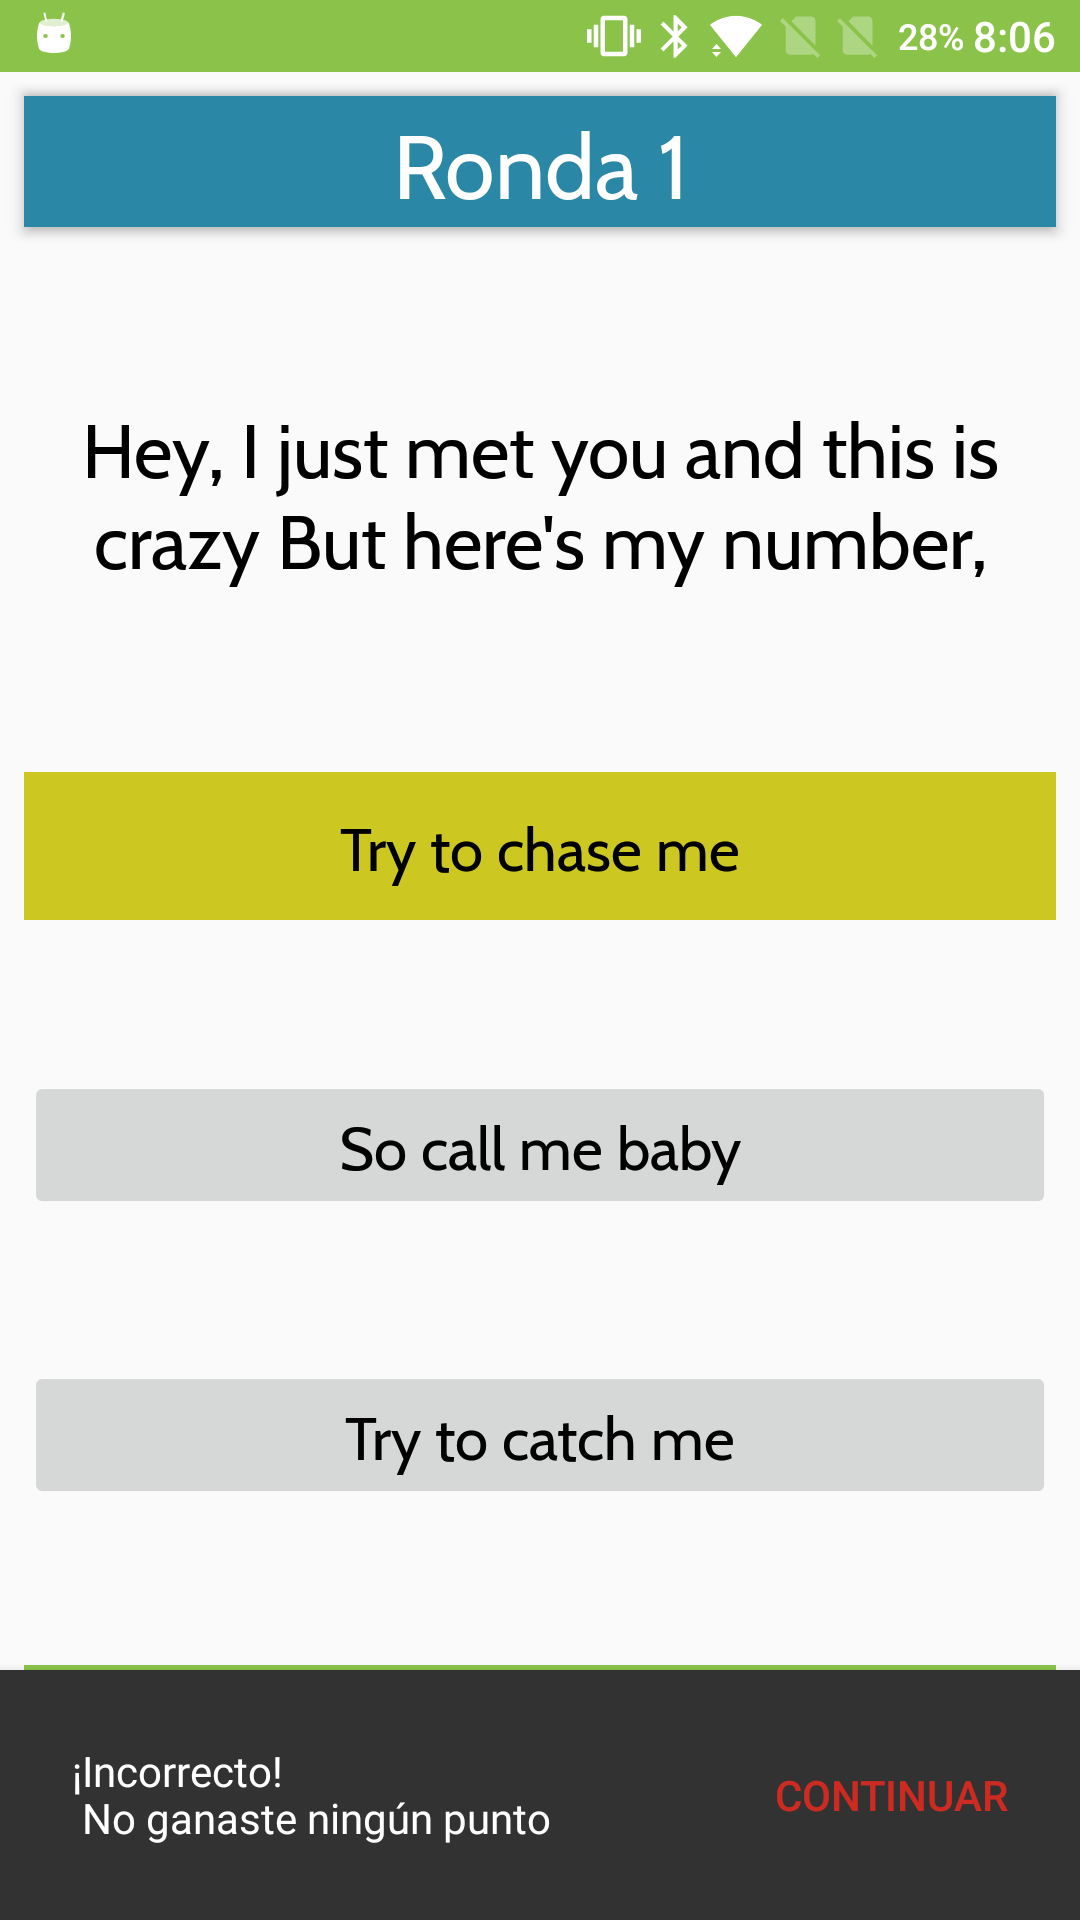 28% 8:06
Ronda 1
Hey, I just met you and this is
crazy But here's my number,
Try to chase me
So call me baby
Try to catch me
¡Incorrecto!
No ganaste ningún punto
CONTINUAR